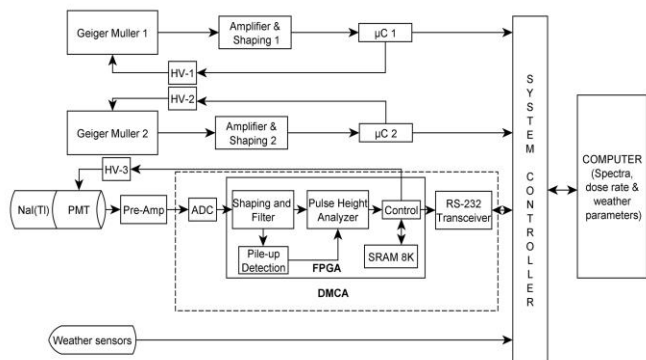 Geiger Muller 1
Amplifier &
Shaping 1
µC 1
HV-1
HV-2
Geiger Muller 2
Amplifier &
Shaping 2
µC 2
HV-3
NaI(Tl)
PMT
Pre-Amp
ADC
Shaping and
Filter
Pulse Height
Analyzer
Control
RS-232
Transceiver
Pile-up
Detection
FPGA
SRAM 8K
DMCA
Weather sensors
SYSTEM CONTROLLER
COMPUTER
(Spectra,
dose rate &
weather
parameters)